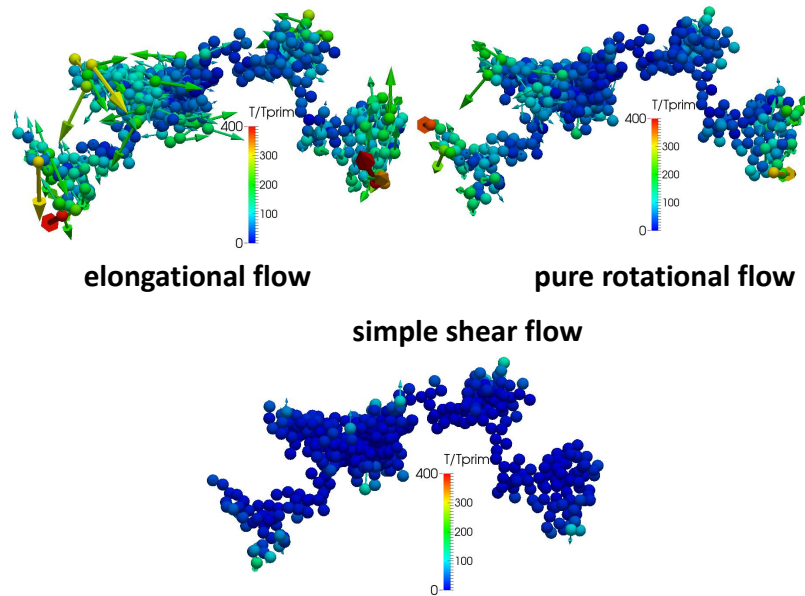 T/Tprim
400
300
200
100
0
T/Tprim
400
300
200
100
0
elongational flow
pure rotational flow
simple shear flow
T/Tprim
400
300
200
100
0